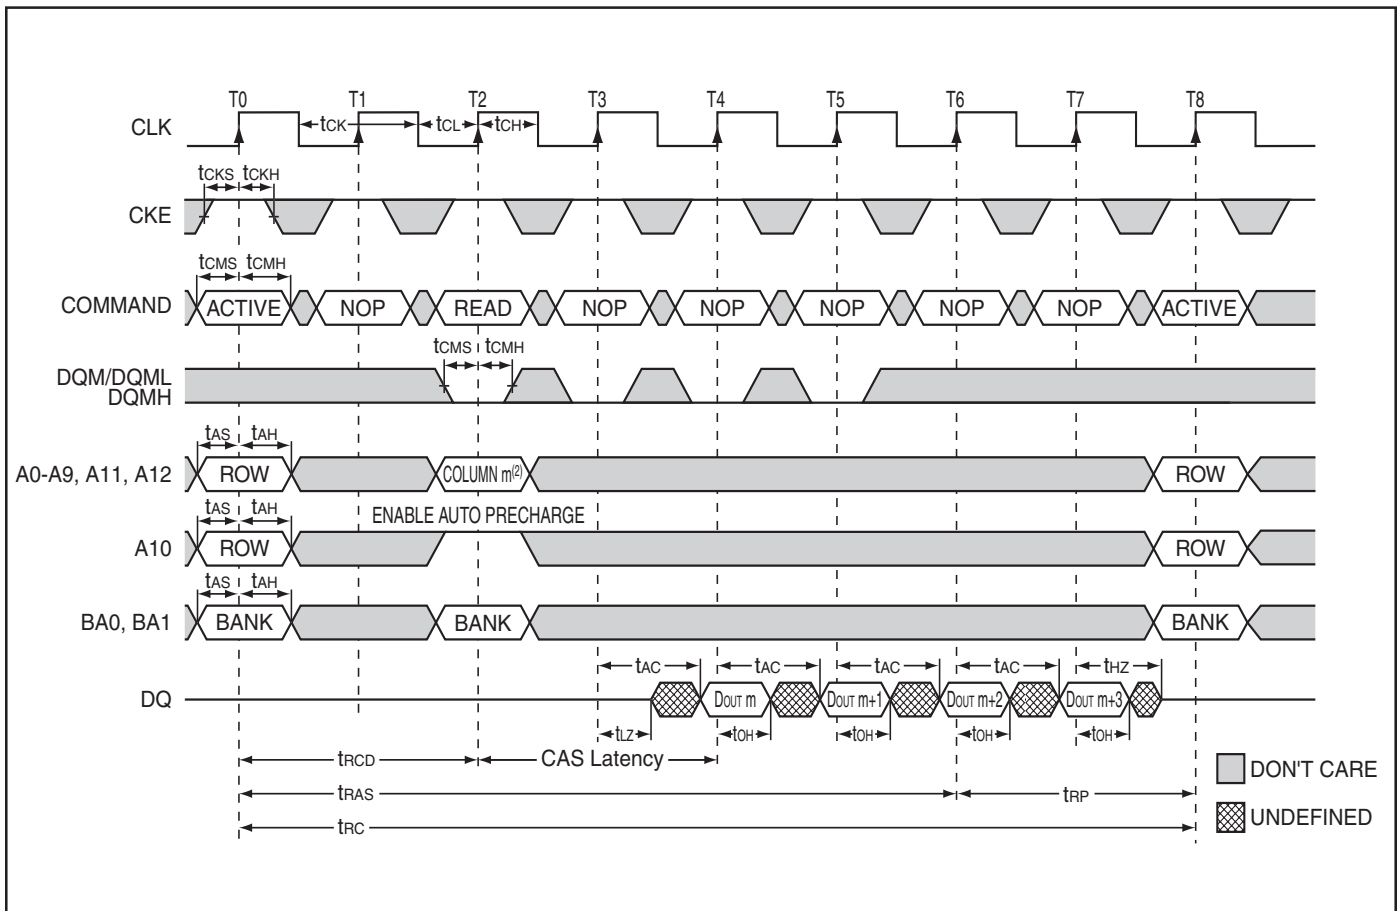 T0 T1 T2 T3 T4 T5 T6 T7 T8
CLK tCK tCL tCH
tCKS tCKH
CKE
tCMS tCMH
COMMAND ACTIVE NOP READ NOP NOP NOP NOP NOP ACTIVE
tCMS tCMH
DQM/DQML
DQMH
tAS tAH
A0-A9, A11, A12 ROW COLUMN m(2) ROW
tAS tAH ENABLE AUTO PRECHARGE
A10 ROW ROW
tAS tAH
BA0, BA1 BANK BANK BANK
tAC tAC tAC tAC tHZ
DQ DOUT m DOUT m+1 DOUT m+2 DOUT m+3
tLZ tOH tOH tOH tOH
tRCD CAS Latency
DON'T CARE
tRAS tRP
UNDEFINED
tRC